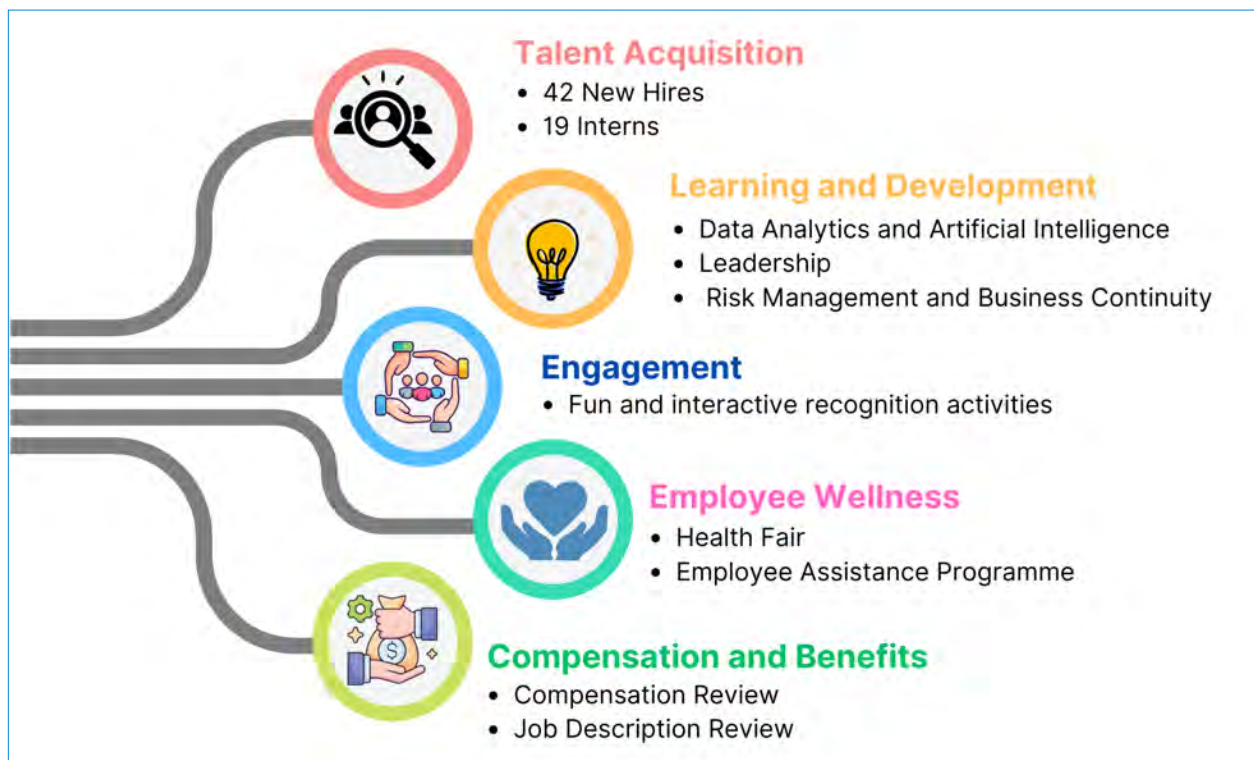 Talent Acquisition
• 42 New Hires
• 19 Interns
Learning and Development
• Data Analytics and Artificial Intelligence
• Leadership
• Risk Management and Business Continuity
Engagement
• Fun and interactive recognition activities
Employee Wellness
• Health Fair
• Employee Assistance Programme
$
Compensation and Benefits
• Compensation Review
• Job Description Review